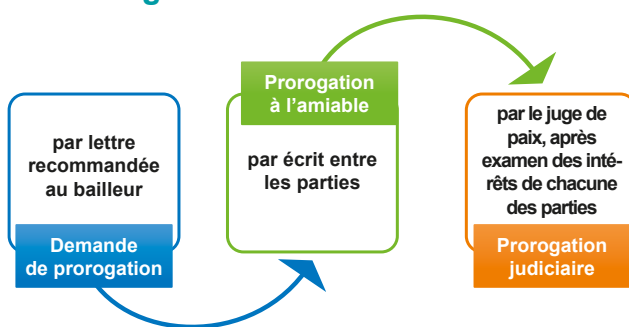 par lettre
recommandée
au bailleur
Demande
de prorogation
Prorogation
à l’amiable
par écrit entre
les parties
par le juge de
paix, après
examen des inté-
rêts de chacune
des parties
Prorogation
judiciaire